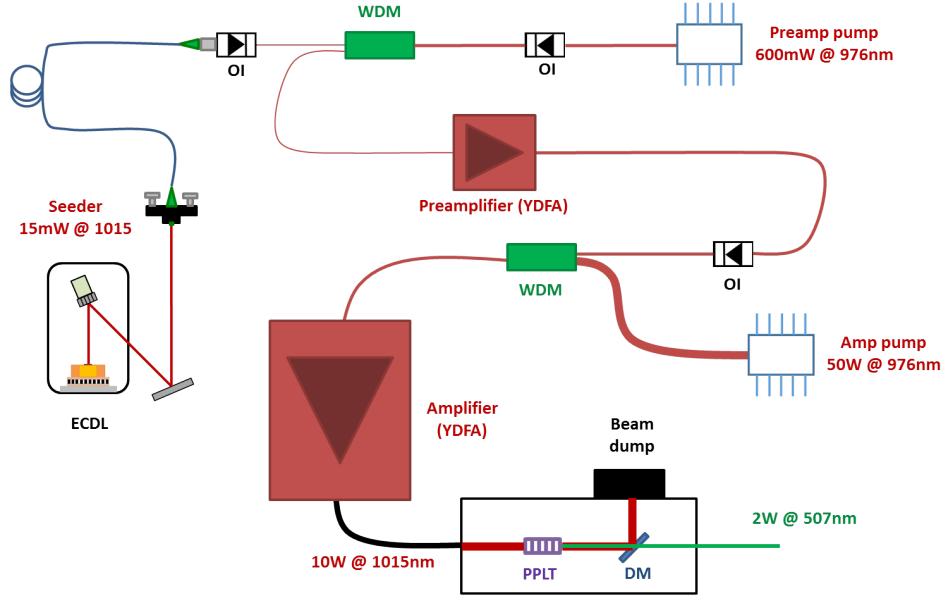 WDM
Preamp pump
600mW @ 976nm
OI
OI
Seeder
15mW @ 1015
Preamplifier (YDFA)
WDM
OI
Amp pump
50W @ 976nm
ECDL
Amplifier
(YDFA)
Beam
dump
2W @ 507nm
10W @ 1015nm
PPLT
DM